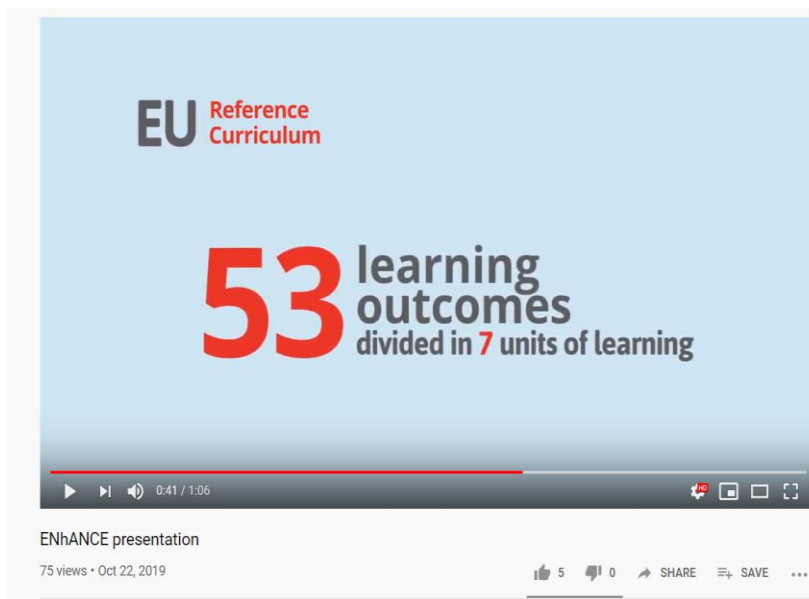 EU Reference
Curriculum
53 learning
outcomes
divided in 7 units of learning
0:41 / 1:06
HD
ENhANCE presentation
75 views • Oct 22, 2019
5
0
SHARE
SAVE